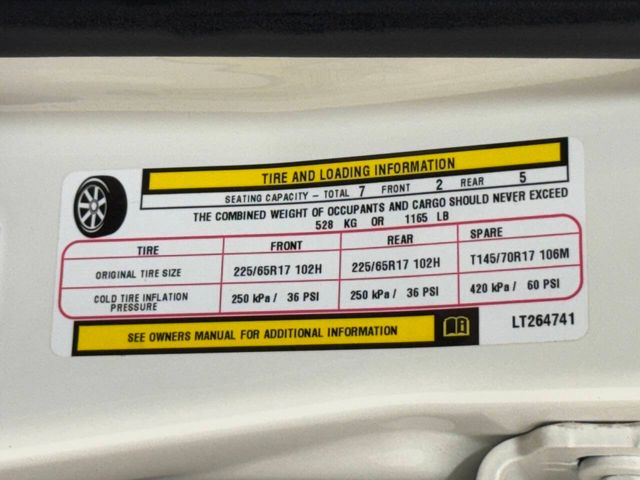 TIRE AND LOADING INFORMATION
SEATING CAPACITY – TOTAL 7 FRONT 2 REAR 5
THE COMBINED WEIGHT OF OCCUPANTS AND CARGO SHOULD NEVER EXCEED
528 KG OR 1165 LB
TIRE FRONT REAR SPARE
ORIGINAL TIRE SIZE 225/65R17 102H 225/65R17 102H T145/70R17 106M
COLD TIRE INFLATION
PRESSURE 250 kPa / 36 PSI 250 kPa / 36 PSI 420 kPa / 60 PSI
SEE OWNERS MANUAL FOR ADDITIONAL INFORMATION
LT264741